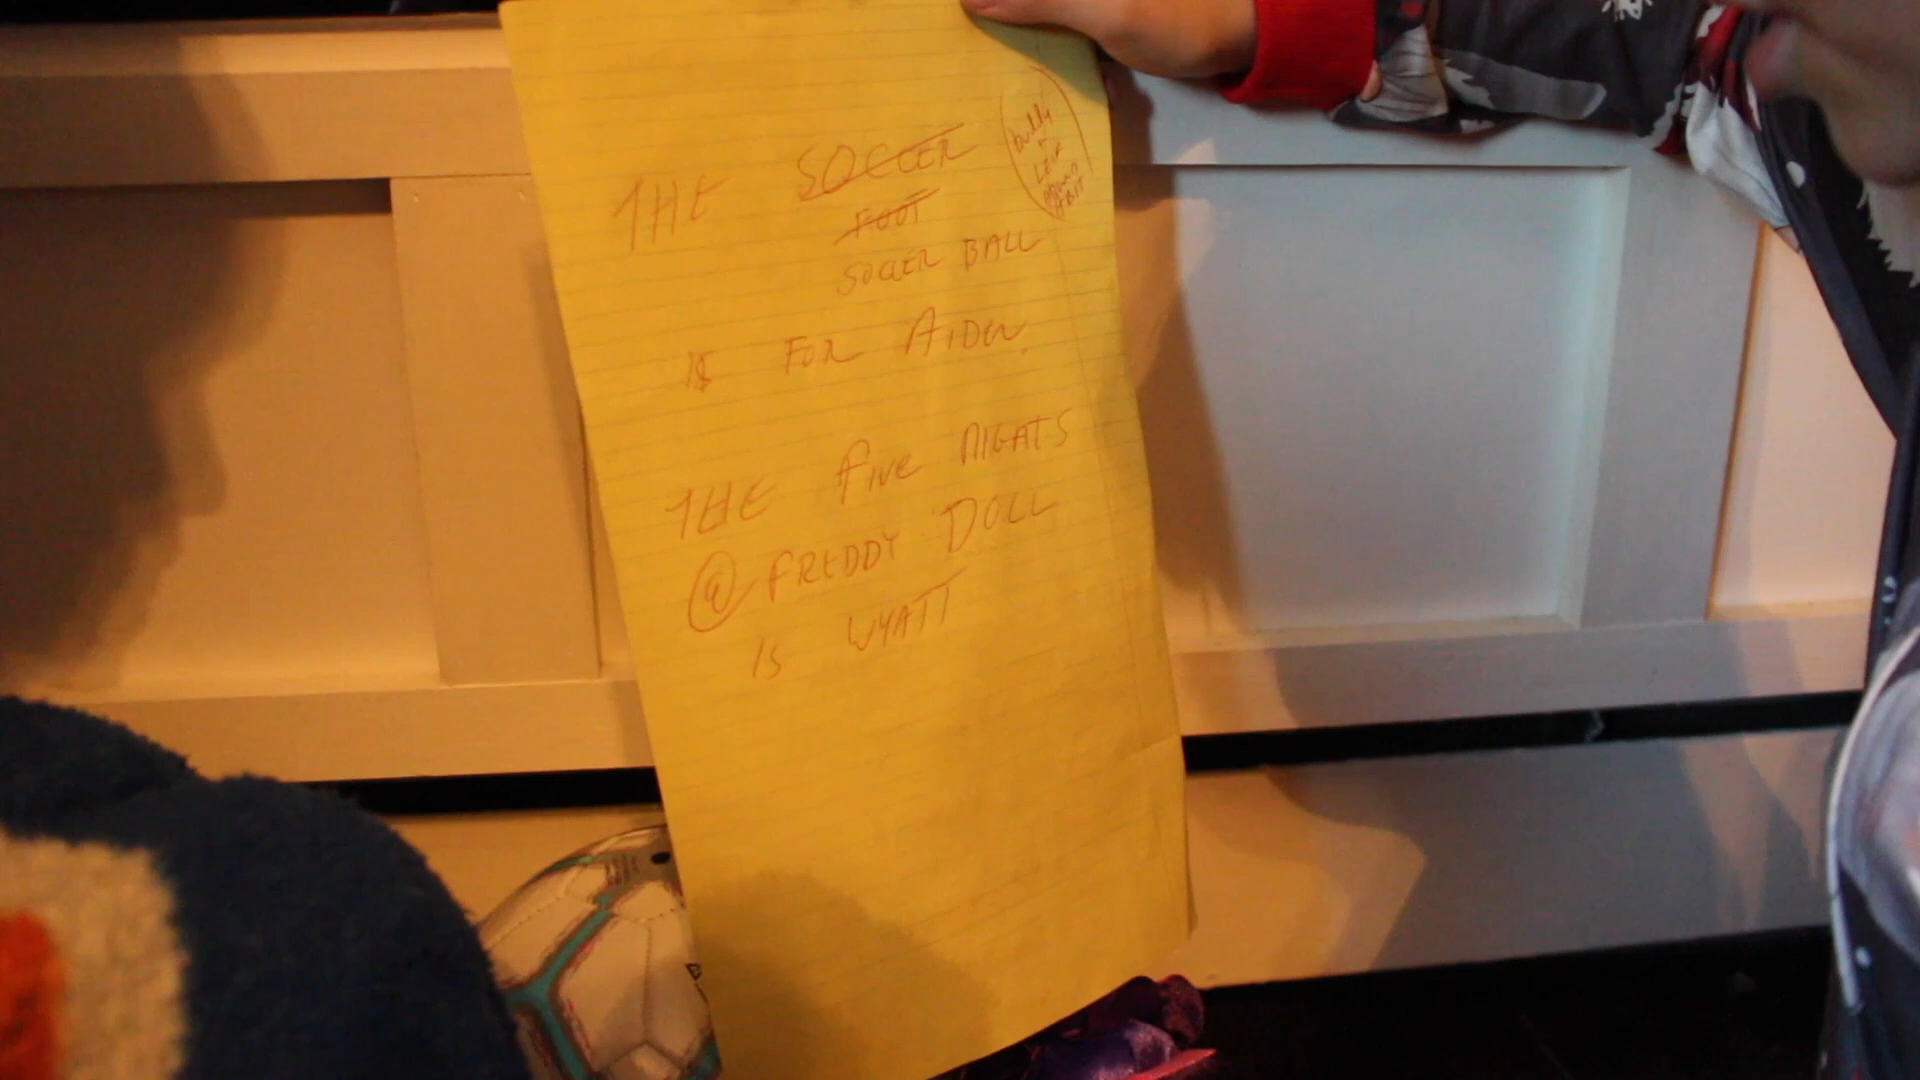 THE SOCCER
FOOT
SOCCER BALL
IS FOR AIDEN.
THE FIVE NIGHTS
@ FREDDY DOLL
IS WYATT